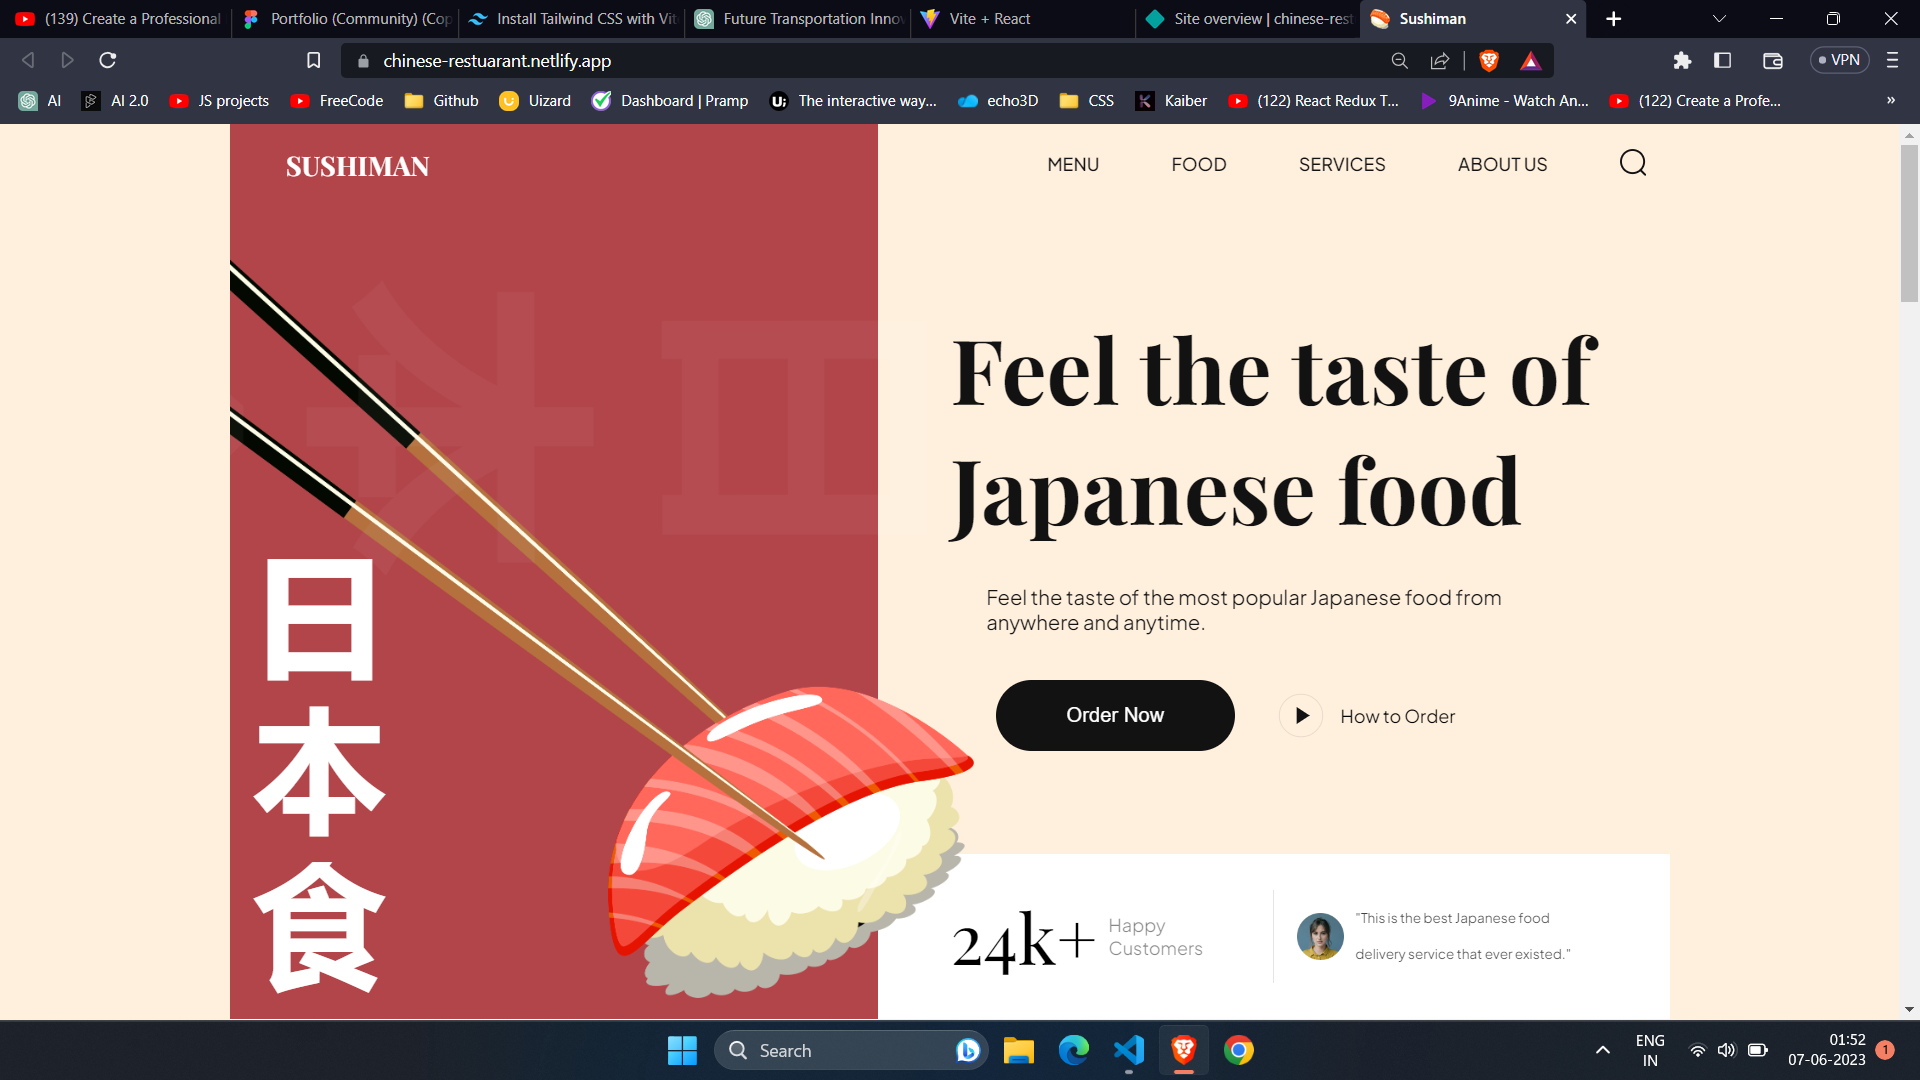 (139) Create a Professional
Portfolio (Community) (Cop
Install Tailwind CSS with Vit
Future Transportation Innov
Vite + React
Site overview | chinese-rest
Sushiman
chinese-restuarant.netlify.app
VPN
AI
AI 2.0
JS projects
FreeCode
Github
Uizard
Dashboard | Pramp
The interactive way...
echo3D
CSS
Kaiber
(122) React Redux T...
9Anime - Watch An...
(122) Create a Profe...
»
SUSHIMAN
MENU
FOOD
SERVICES
ABOUT US
Feel the taste of
Japanese food
Feel the taste of the most popular Japanese food from
anywhere and anytime.
Order Now
How to Order
日
本
食
24k+
Happy
Customers
"This is the best Japanese food
delivery service that ever existed."
Search
ENG
IN
01:52
07-06-2023
1